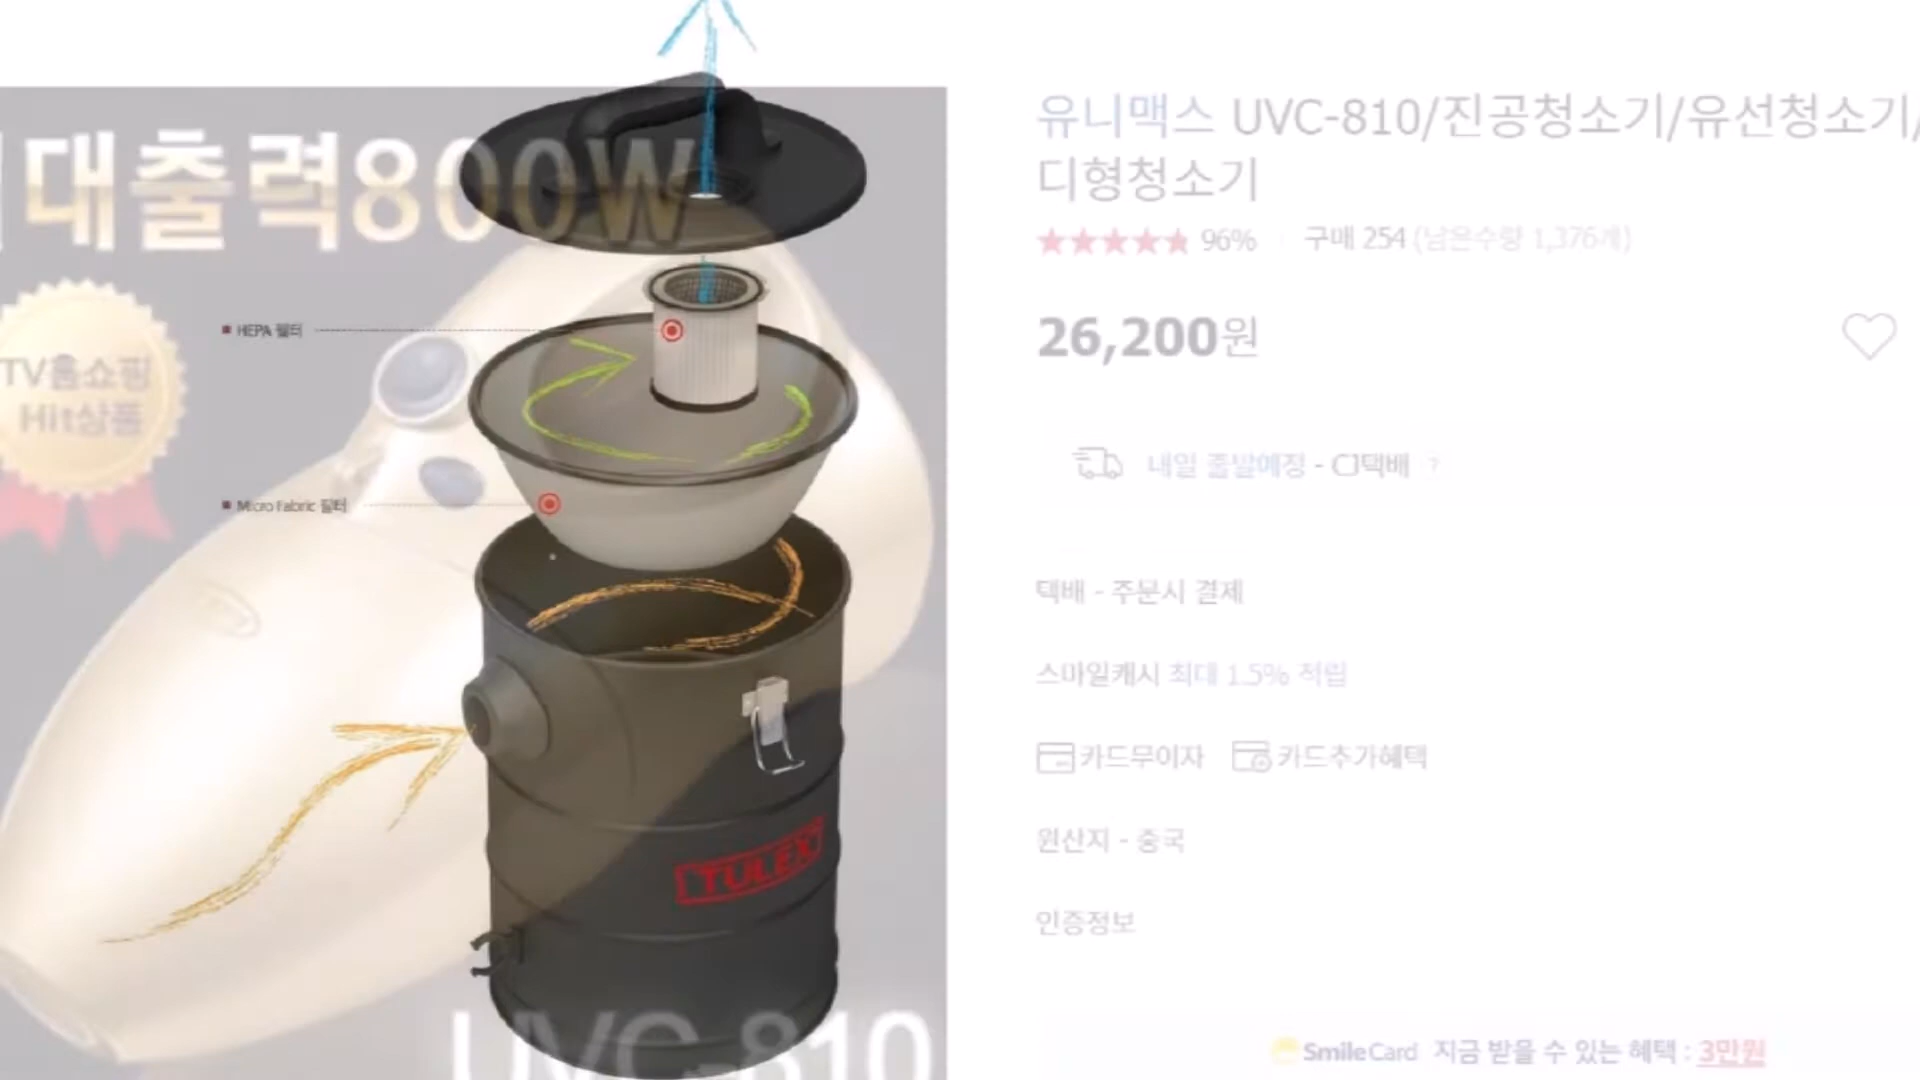 대출력800W
TV홈쇼핑
Hit상품
HEPA 필터
Micro Fabric 필터
TULEX
UVC-810
유니맥스 UVC-810/진공청소기/유선청소기/
디형청소기
96%
구매 254 (남은수량 1,376개)
26,200원
내일 출발예정 - CJ택배 ?
택배 - 주문시 결제
스마일캐시 최대 1.5% 적립
카드무이자 카드추가혜택
원산지 - 중국
인증정보
SmileCard 지금 받을 수 있는 혜택 : 3만원